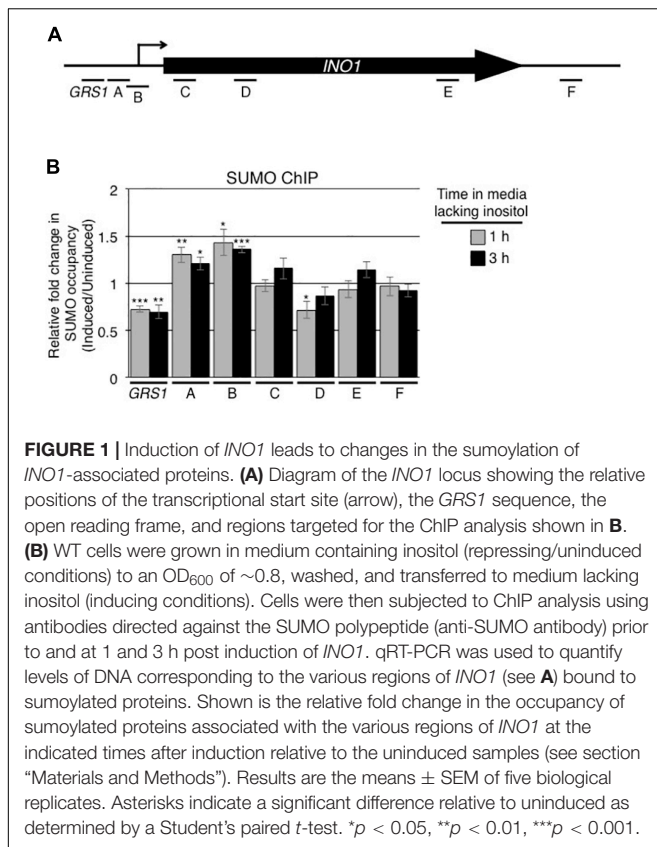 A
INO1
GRS1 A B C D E F
B
SUMO ChIP
Relative fold change in
SUMO occupancy
(Induced/Uninduced)
2
1.5
1
0.5
0
*** ** ** * * *** *
GRS1 A B C D E F
Time in media
lacking inositol
1 h
3 h
FIGURE 1 | Induction of INO1 leads to changes in the sumoylation of
INO1-associated proteins. (A) Diagram of the INO1 locus showing the relative
positions of the transcriptional start site (arrow), the GRS1 sequence, the
open reading frame, and regions targeted for the ChIP analysis shown in B.
(B) WT cells were grown in medium containing inositol (repressing/uninduced
conditions) to an OD600 of ∼0.8, washed, and transferred to medium lacking
inositol (inducing conditions). Cells were then subjected to ChIP analysis using
antibodies directed against the SUMO polypeptide (anti-SUMO antibody) prior
to and at 1 and 3 h post induction of INO1. qRT-PCR was used to quantify
levels of DNA corresponding to the various regions of INO1 (see A) bound to
sumoylated proteins. Shown is the relative fold change in the occupancy of
sumoylated proteins associated with the various regions of INO1 at the
indicated times after induction relative to the uninduced samples (see section
“Materials and Methods”). Results are the means ± SEM of five biological
replicates. Asterisks indicate a significant difference relative to uninduced as
determined by a Student’s paired t-test. *p < 0.05, **p < 0.01, ***p < 0.001.